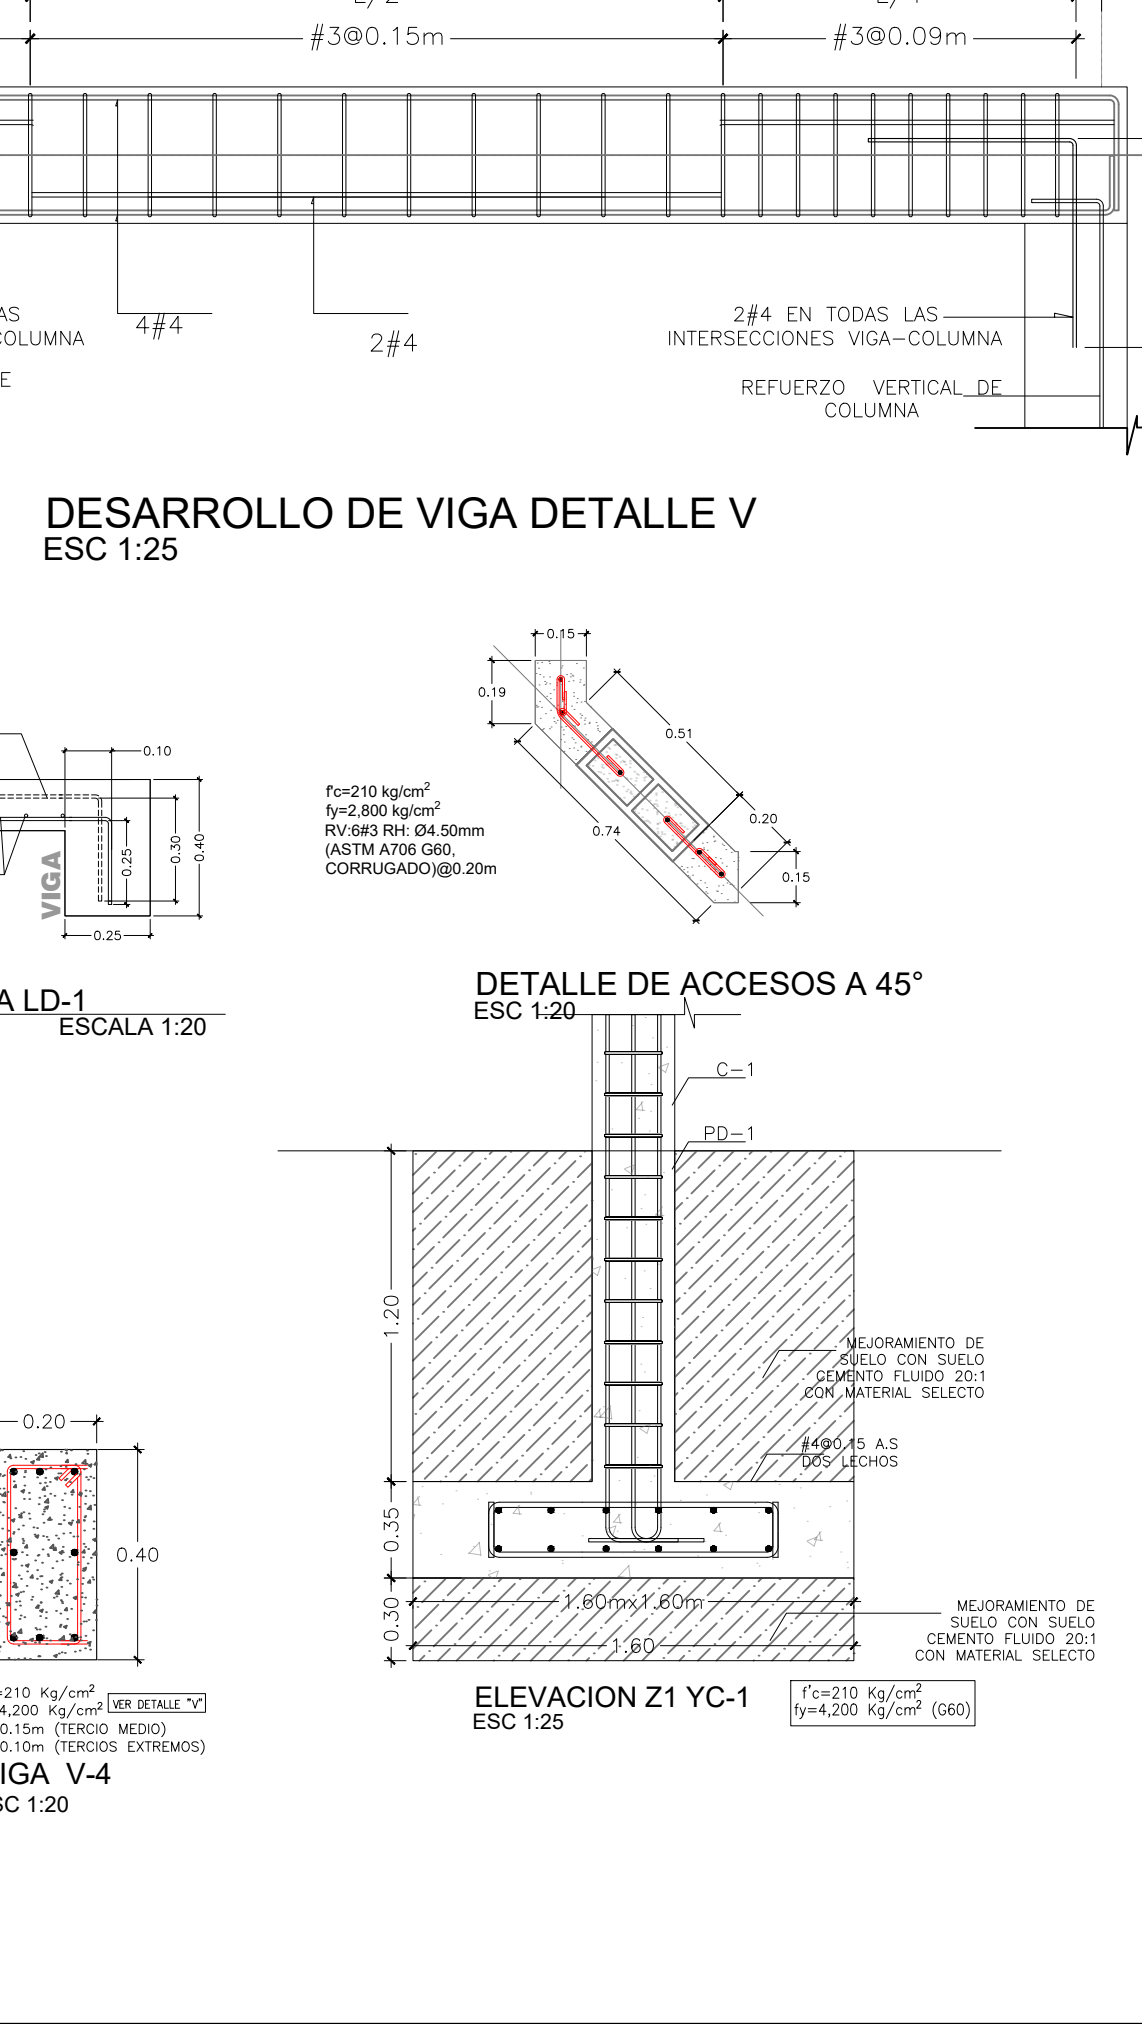 #3@0.15m
#3@0.09m
4#4
2#4
COLUMNA
2#4 EN TODAS LAS
INTERSECCIONES VIGA-COLUMNA
REFUERZO VERTICAL DE
COLUMNA
DESARROLLO DE VIGA DETALLE V
ESC 1:25
0.10
0.25
0.30
0.40
VIGA
0.25
A LD-1
ESCALA 1:20
0.15
0.19
0.51
0.74
0.20
0.15
f'c=210 kg/cm²
fy=2,800 kg/cm²
RV:6#3 RH: Ø4.50mm
(ASTM A706 G60,
CORRUGADO)@0.20m
DETALLE DE ACCESOS A 45°
ESC 1:20
C-1
PD-1
1.20
MEJORAMIENTO DE
SUELO CON SUELO
CEMENTO FLUIDO 20:1
CON MATERIAL SELECTO
#4@0.15 A.S
DOS LECHOS
0.35
0.30
1.60mx1.60m
1.60
MEJORAMIENTO DE
SUELO CON SUELO
CEMENTO FLUIDO 20:1
CON MATERIAL SELECTO
ELEVACION Z1 YC-1
ESC 1:25
f'c=210 Kg/cm²
fy=4,200 Kg/cm² (G60)
0.20
0.40
=210 Kg/cm²
4,200 Kg/cm²
VER DETALLE "V"
0.15m (TERCIO MEDIO)
0.10m (TERCIOS EXTREMOS)
IGA V-4
SC 1:20